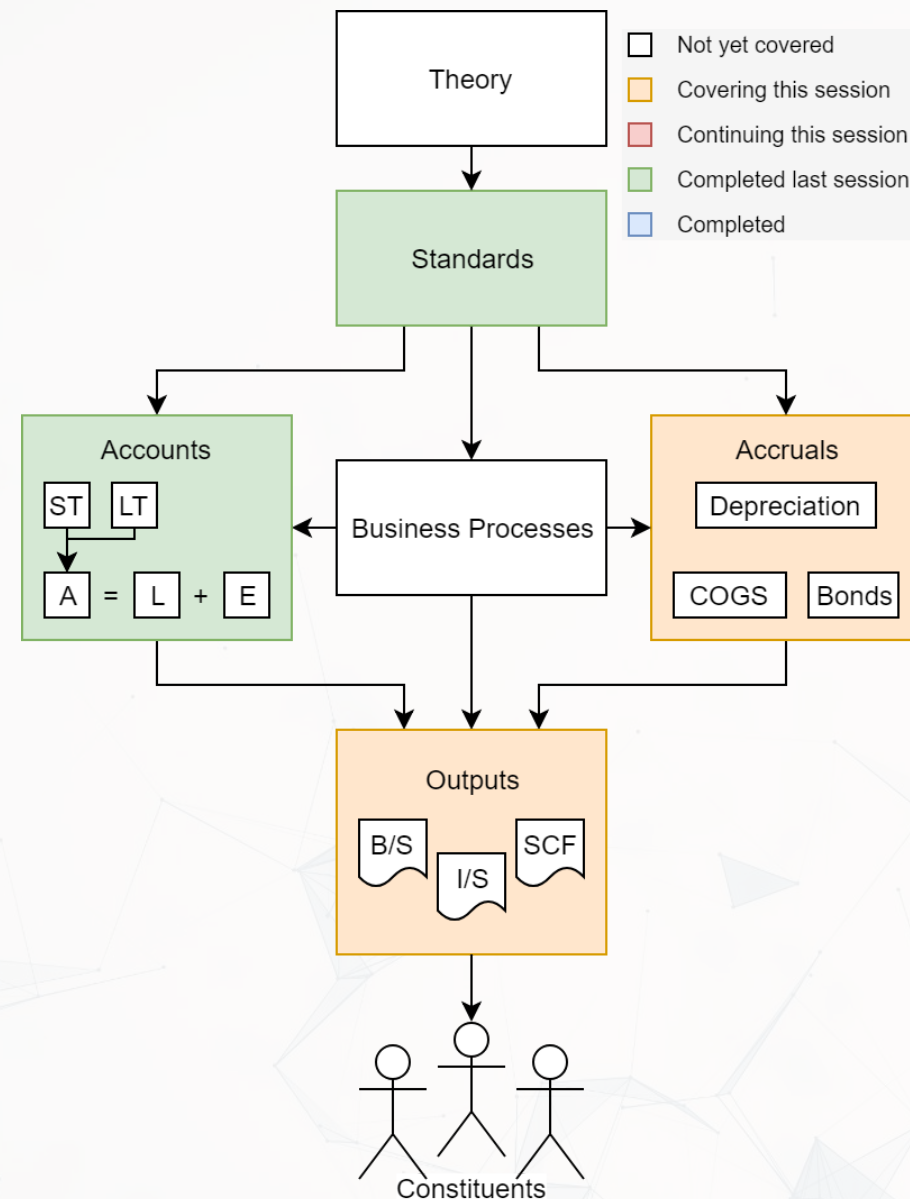 Theory
Not yet covered
Covering this session
Continuing this session
Completed last session
Completed
Standards
Accounts
ST LT
A = L + E
Business Processes
Accruals
Depreciation
COGS Bonds
Outputs
B/S
I/S
SCF
Constituents